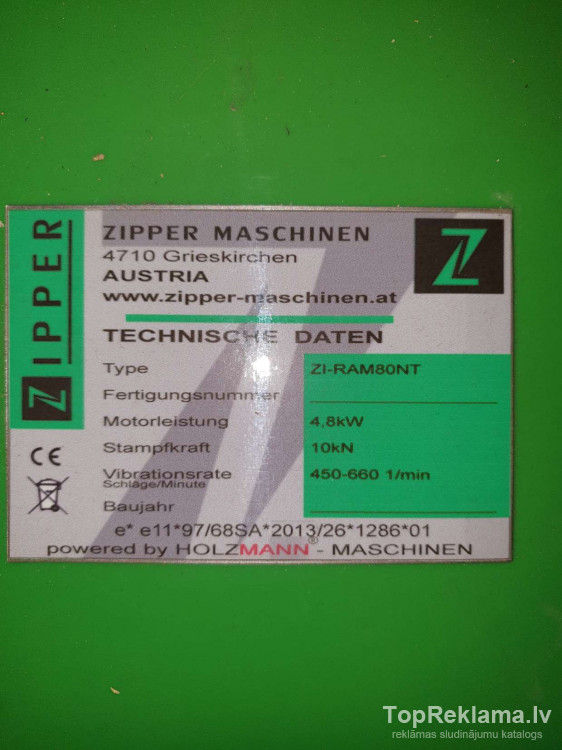 ZIPPER
ZIPPER MASCHINEN
4710 Grieskirchen
AUSTRIA
www.zipper-maschinen.at
Z
TECHNISCHE DATEN
Type ZI-RAM80NT
Fertigungsnummer
Motorleistung 4,8kW
Stampfkraft 10kN
Vibrationsrate 450-660 1/min
Schläge/Minute
Baujahr
CE
e* e11*97/68SA*2013/26*1286*01
powered by HOLZMANN® - MASCHINEN
TopReklama.lv
reklāmas sludinājumu katalogs